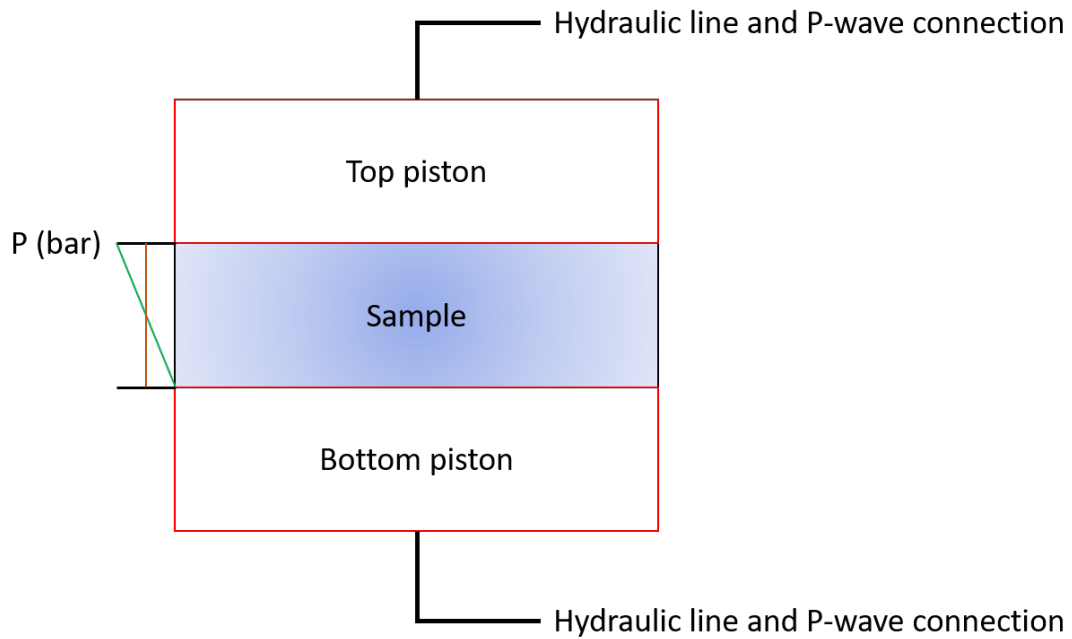 Hydraulic line and P-wave connection
Top piston
P (bar)
Sample
Bottom piston
Hydraulic line and P-wave connection